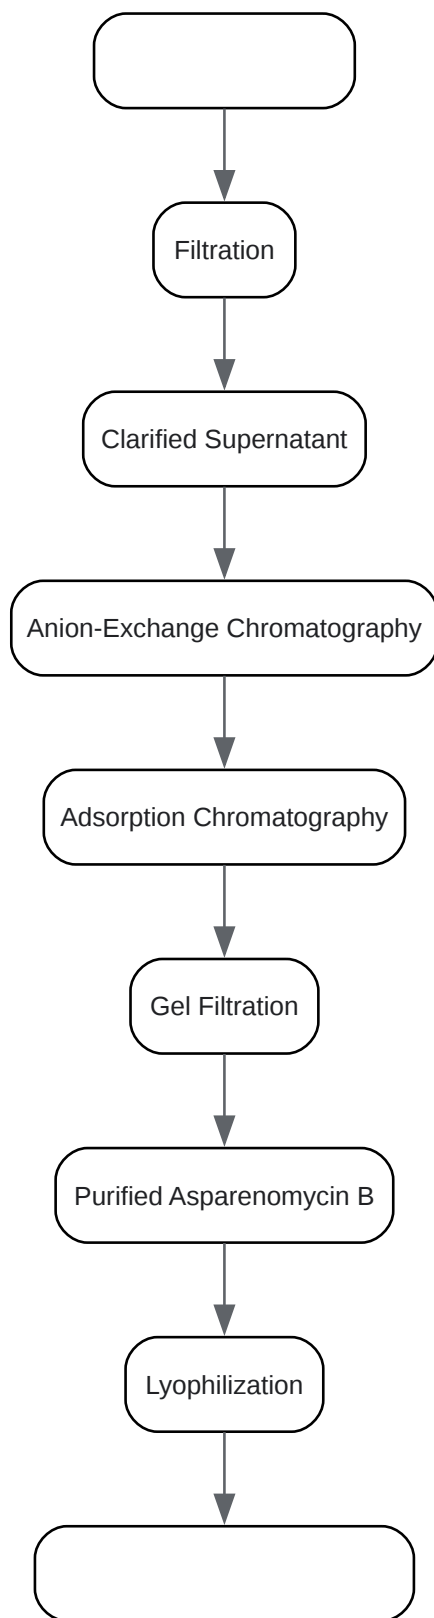 Filtration
Clarified Supernatant
Anion-Exchange Chromatography
Adsorption Chromatography
Gel Filtration
Purified Asparenomycin B
Lyophilization